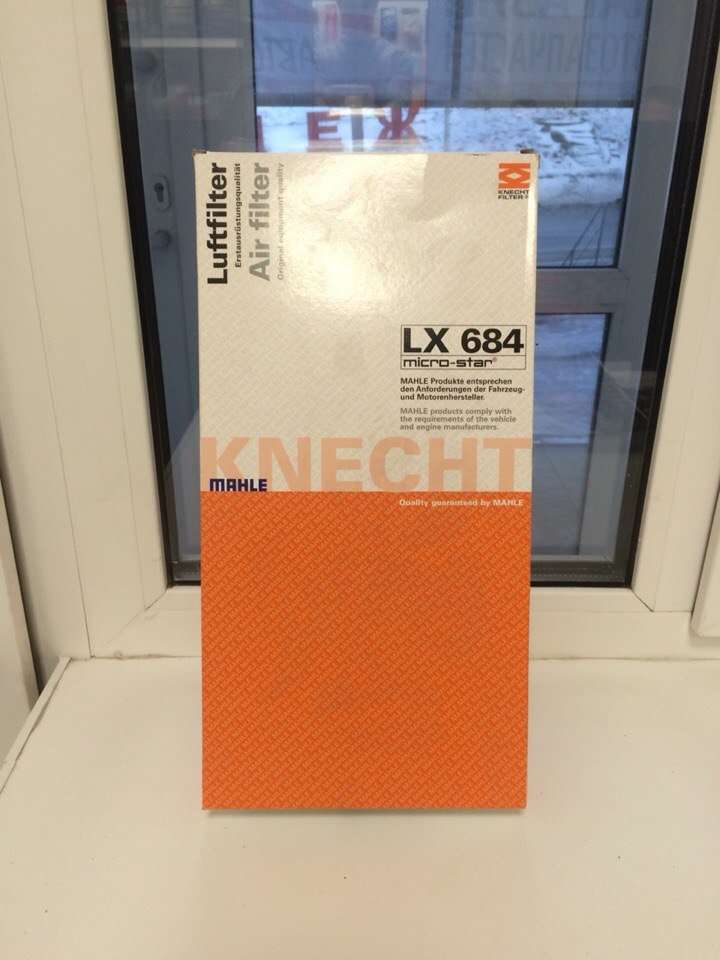 Luftfilter
Erstausrüstungsqualität
Air filter
Original equipment quality
KNECHT
FILTER
LX 684
micro-star®
MAHLE Produkte entsprechen
den Anforderungen der Fahrzeug-
und Motorenhersteller.
MAHLE products comply with
the requirements of the vehicle
and engine manufacturers.
KNECHT
MAHLE
Quality guaranteed by MAHLE